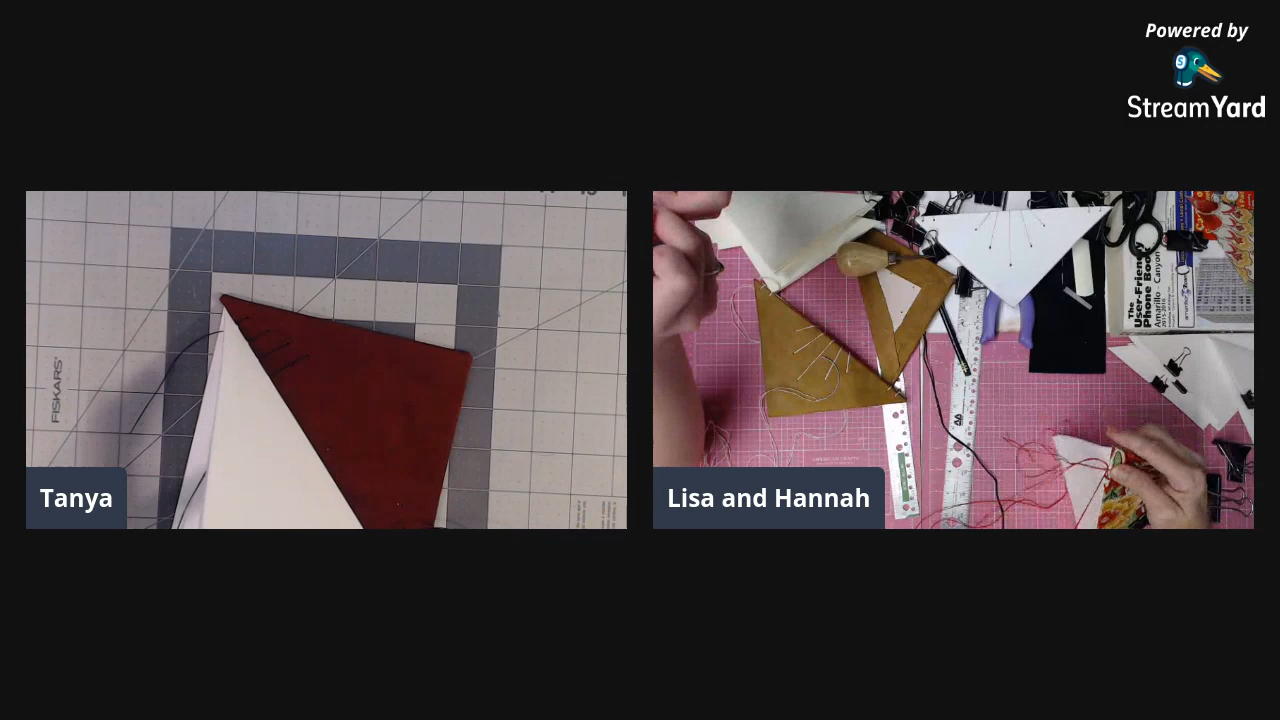 Powered by
StreamYard
FISKARS
The
User-Friendly
Phone Book
Amarillo - Canyon
Tanya
Lisa and Hannah